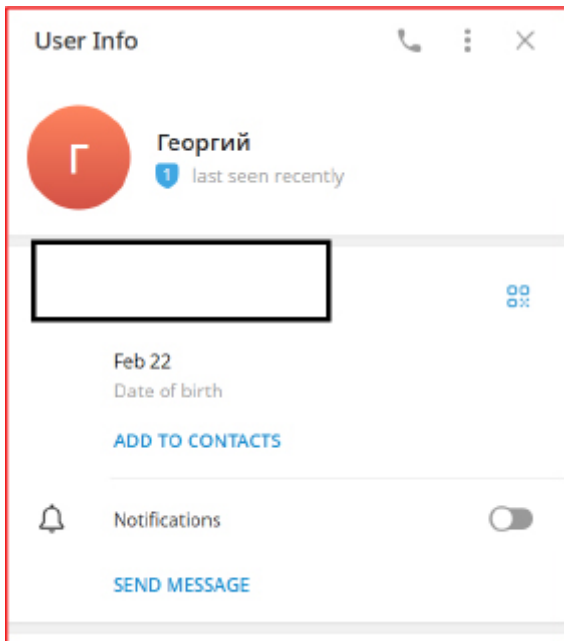 User Info
Г
Георгий
1 last seen recently
Feb 22
Date of birth
ADD TO CONTACTS
Notifications
SEND MESSAGE